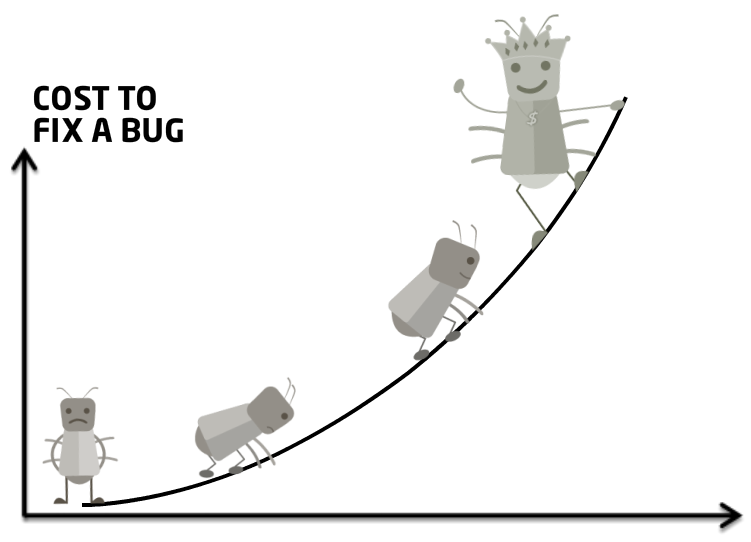 COST TO
FIX A BUG
$